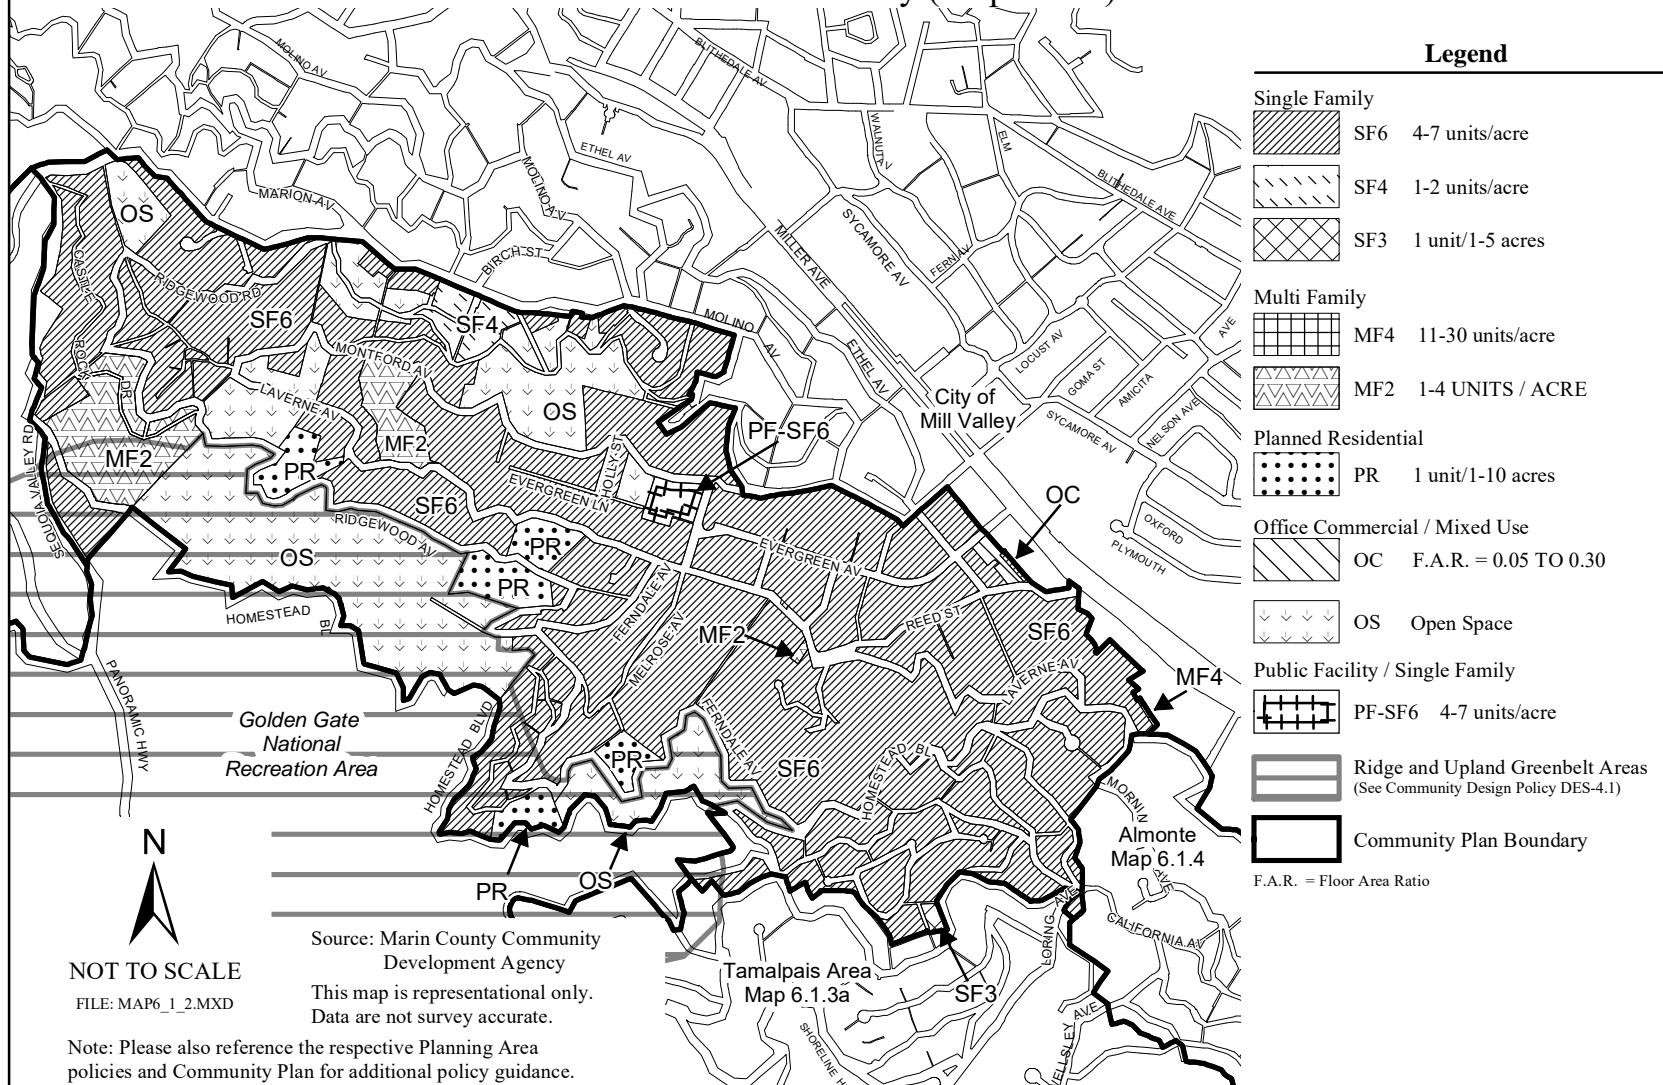 Legend
Single Family
SF6 4-7 units/acre
SF4 1-2 units/acre
SF3 1 unit/1-5 acres
Multi Family
MF4 11-30 units/acre
MF2 1-4 UNITS / ACRE
Planned Residential
PR 1 unit/1-10 acres
Office Commercial / Mixed Use
OC F.A.R. = 0.05 TO 0.30
OS Open Space
Public Facility / Single Family
PF-SF6 4-7 units/acre
Ridge and Upland Greenbelt Areas
(See Community Design Policy DES-4.1)
Community Plan Boundary
F.A.R. = Floor Area Ratio
MOLINO AV
BLITHEDALE AV
WALNUT AV
ELM
ETHEL AV
MOLINO AV
MARION AV
BLITHEDALE AVE
SYCAMORE AV
MILLER AVE
FERN AV
BIRCH ST
OS
CASTLE
ROCK
DR
RIDGEWOOD RD
SF6
SF4
MOLINO
AV
ETHEL AV
LOCUST AV
GOMA ST
AMICITA
AVE
NELSON AVE
SYCAMORE AV
City of
Mill Valley
MONTFORD AV
LAVERNE AV
OS
MF2
MF2
PR
PF-SF6
HOLLY ST
EVERGREEN LN
SF6
RIDGEWOOD AV
SEQUOIA VALLEY RD
OC
OXFORD
PLYMOUTH
EVERGREEN AV
PR
PR
OS
HOMESTEAD
BL
FERNDALE AV
MELROSE AV
MF2
REED ST
SF6
LAVERNE AV
MF4
PANORAMIC HWY
Golden Gate
National
Recreation Area
HOMESTEAD BLVD
FERNDALE AV
PR
SF6
HOMESTEAD BL
Almonte
Map 6.1.4
PR
OS
CALIFORNIA AV
LORING AVE
Tamalpais Area
Map 6.1.3a
SF3
N
NOT TO SCALE
FILE: MAP6_1_2.MXD
Source: Marin County Community
Development Agency
This map is representational only.
Data are not survey accurate.
Note: Please also reference the respective Planning Area
policies and Community Plan for additional policy guidance.